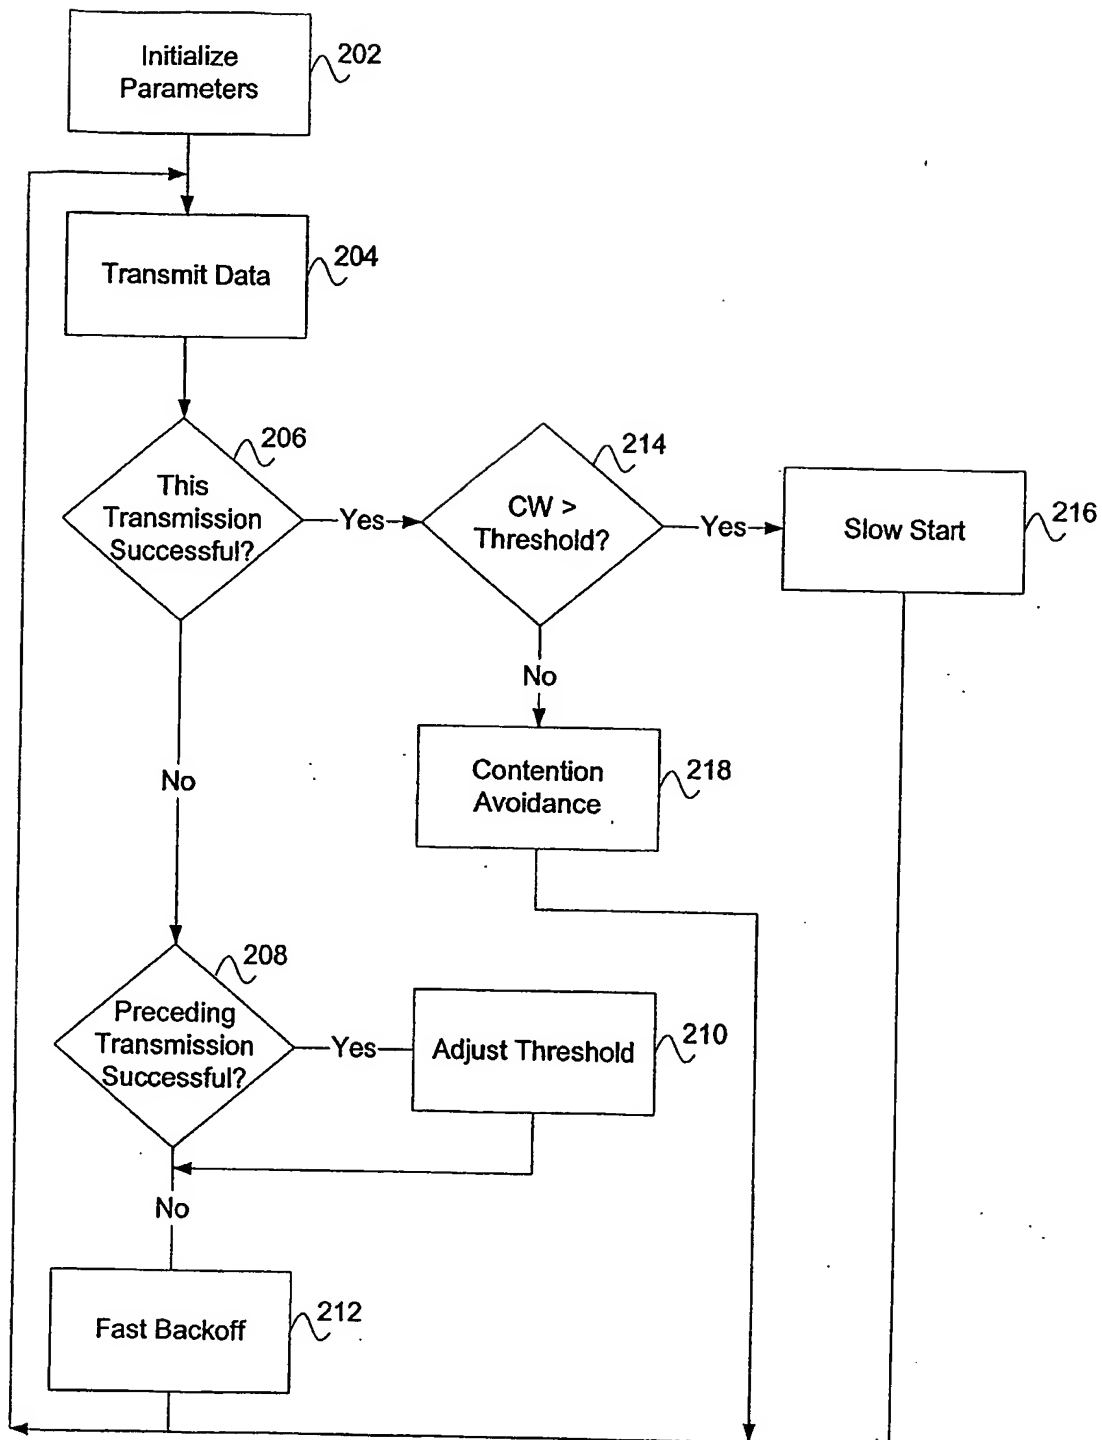 Initialize
Parameters
202
Transmit Data
204
This
Transmission
Successful?
206
Yes
CW >
Threshold?
214
Yes
Slow Start
216
No
Contention
Avoidance
218
No
Preceding
Transmission
Successful?
208
Yes
Adjust Threshold
210
No
Fast Backoff
212